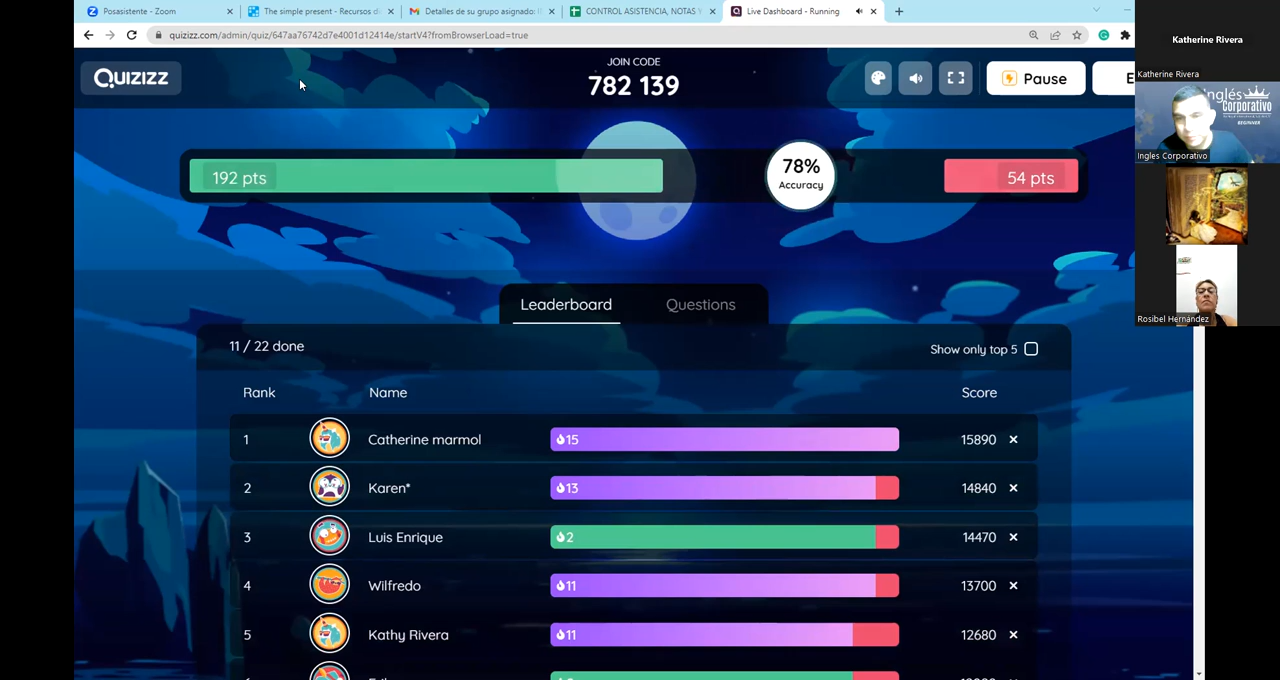 Posasistente - Zoom
The simple present - Recursos di
Detalles de su grupo asignado: I
CONTROL ASISTENCIA, NOTAS Y
Live Dashboard - Running
quizizz.com/admin/quiz/647aa76742d7e4001d12414e/startV4?fromBrowserLoad=true
Quizizz
JOIN CODE
782 139
Pause
E
192 pts
78%
Accuracy
54 pts
Leaderboard
Questions
11 / 22 done
Show only top 5
Rank
Name
Score
1
Catherine marmol
15
15890
2
Karen*
13
14840
3
Luis Enrique
2
14470
4
Wilfredo
11
13700
5
Kathy Rivera
11
12680
Katherine Rivera
Katherine Rivera
Inglés
Corporativo
BEGINNER
Ingles Corporativo
Rosibel Hernández